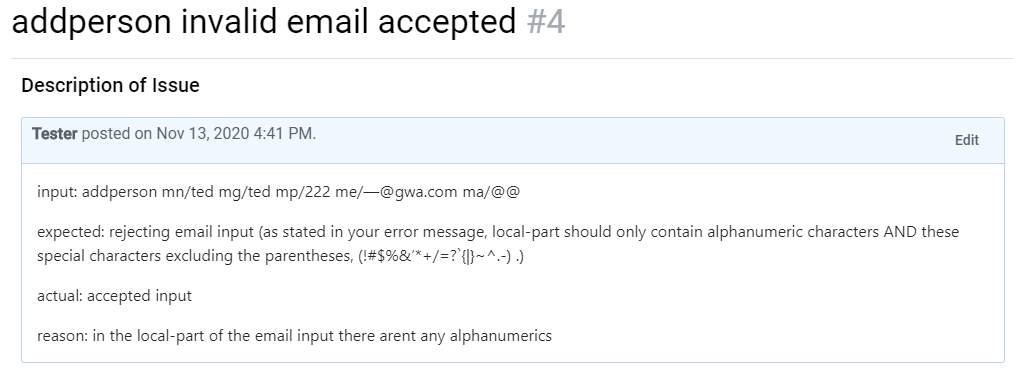 addperson invalid email accepted #4
Description of Issue
Tester posted on Nov 13, 2020 4:41 PM.
Edit
input: addperson mn/ted mg/ted mp/222 me/—@gwa.com ma/@@
expected: rejecting email input (as stated in your error message, local-part should only contain alphanumeric characters AND these
special characters excluding the parentheses, (!#$%&'*+/=?`{|}~^.-) .)
actual: accepted input
reason: in the local-part of the email input there arent any alphanumerics